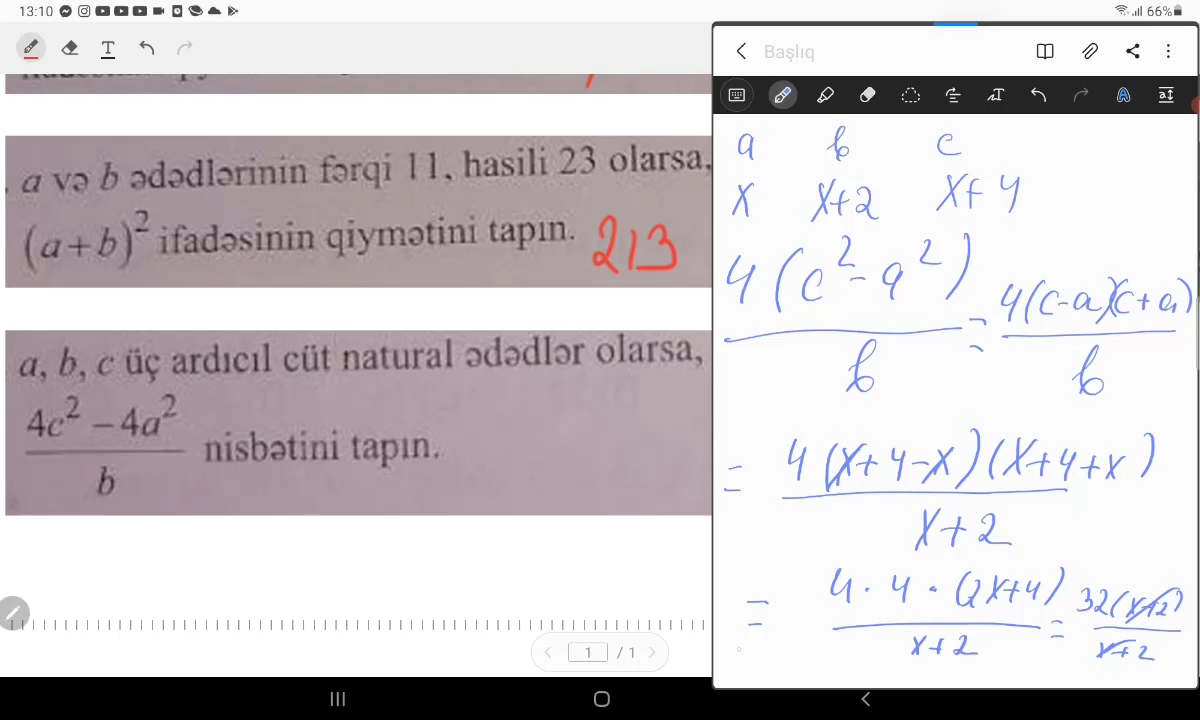 13:10
66%
Başlıq
a və b ədədlərinin fərqi 11, hasili 23 olarsa,
(a+b)² ifadəsinin qiymətini tapın. 213
a, b, c üç ardıcıl cüt natural ədədlər olarsa,
4c² – 4a²
b
nisbətini tapın.
1 / 1
a b c
x x+2 x+4
4(c²-a²)
b
= 4(c-a)(c+a)
b
= 4(x+4-x)(x+4+x)
x+2
= 4·4·(2x+4)
x+2
= 32(x+2)
x+2